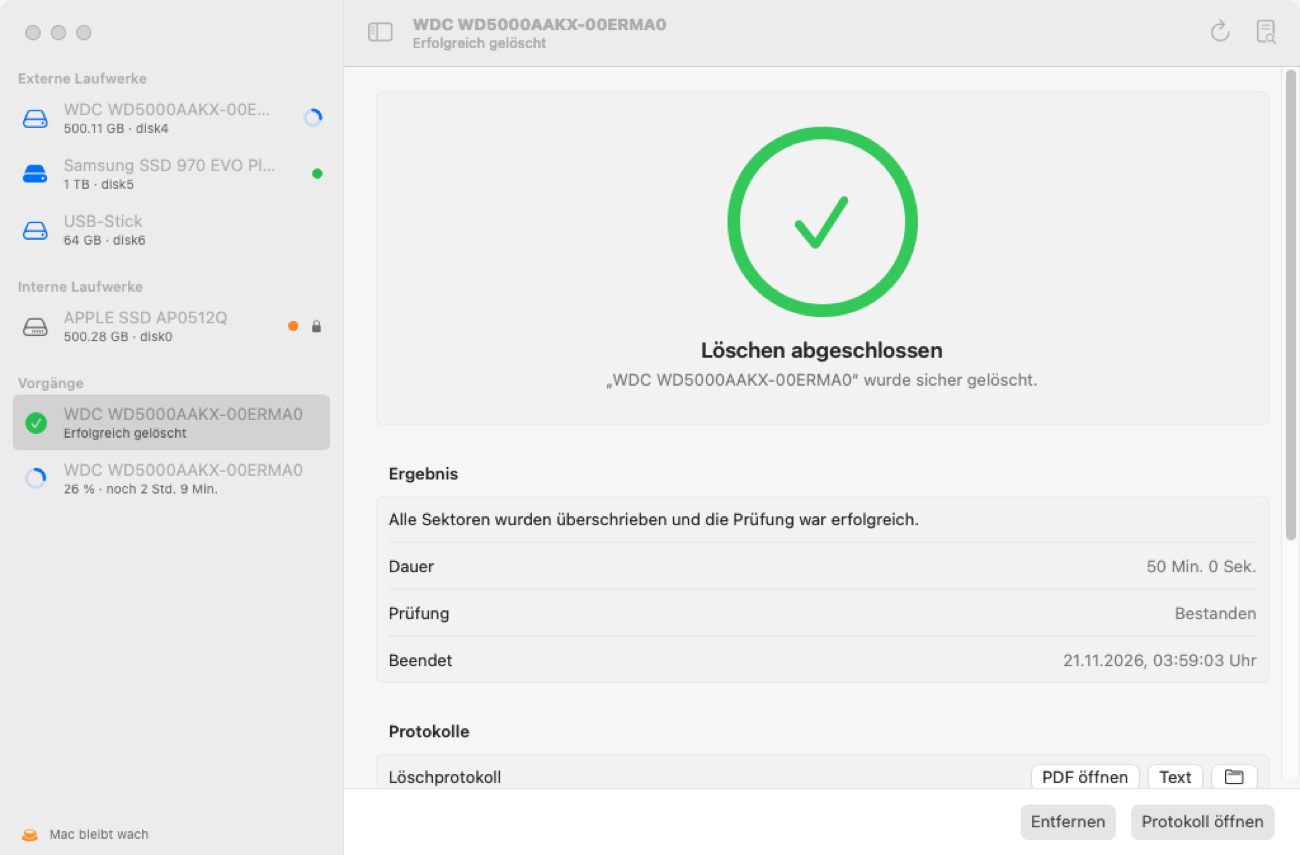 WDC WD5000AAKX-00ERMA0
Erfolgreich gelöscht
Externe Laufwerke
WDC WD5000AAKX-00E...
500.11 GB · disk4
Samsung SSD 970 EVO Pl...
1 TB · disk5
USB-Stick
64 GB · disk6
Interne Laufwerke
APPLE SSD AP0512Q
500.28 GB · disk0
Vorgänge
WDC WD5000AAKX-00ERMA0
Erfolgreich gelöscht
WDC WD5000AAKX-00ERMA0
26 % · noch 2 Std. 9 Min.
Mac bleibt wach
Löschen abgeschlossen
„WDC WD5000AAKX-00ERMA0“ wurde sicher gelöscht.
Ergebnis
Alle Sektoren wurden überschrieben und die Prüfung war erfolgreich.
Dauer 50 Min. 0 Sek.
Prüfung Bestanden
Beendet 21.11.2026, 03:59:03 Uhr
Protokolle
Löschprotokoll PDF öffnen Text
Entfernen Protokoll öffnen